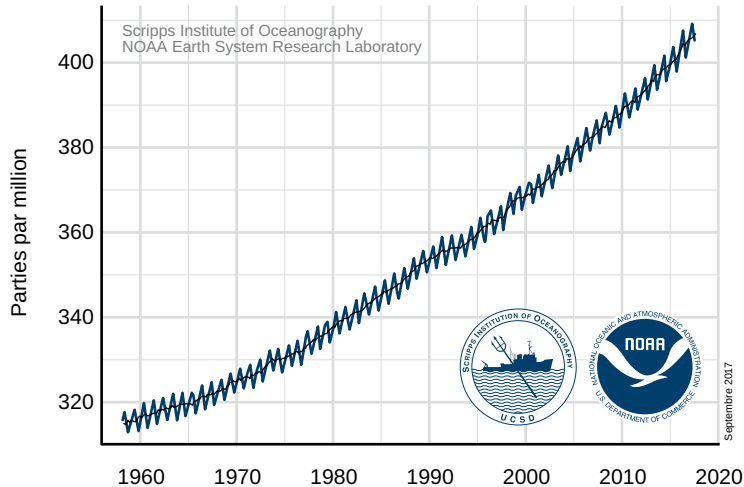 Scripps Institute of Oceanography
NOAA Earth System Research Laboratory
Parties par million
400
380
360
340
320
1960
1970
1980
1990
2000
2010
2020
SCRIPPS INSTITUTION OF OCEANOGRAPHY
UCSD
NATIONAL OCEANIC AND ATMOSPHERIC ADMINISTRATION
NOAA
U.S. DEPARTMENT OF COMMERCE
Septembre 2017